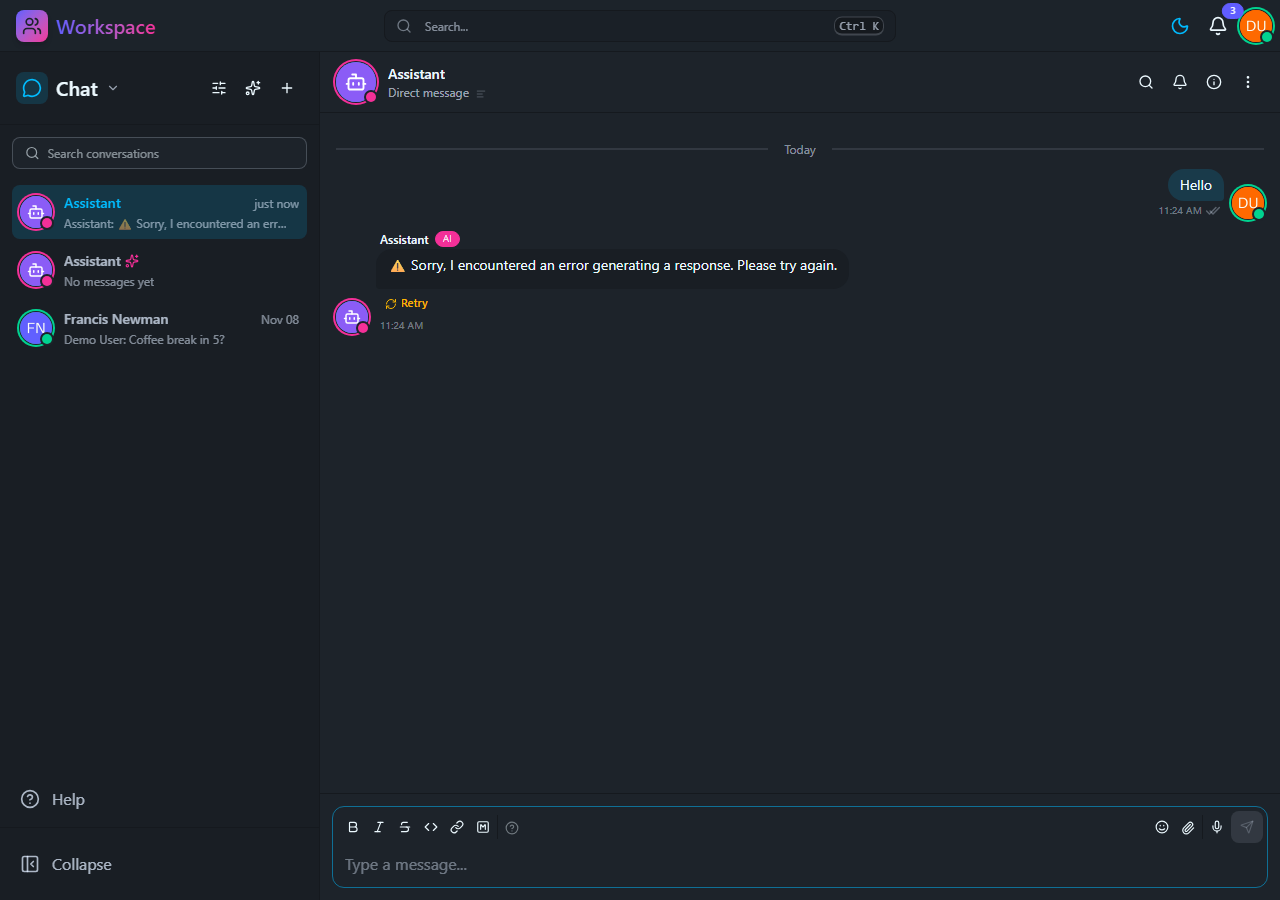 Workspace
Search...
Ctrl K
3
DU
Chat
Search conversations
Assistant
just now
Assistant: ⚠ Sorry, I encountered an err...
Assistant
No messages yet
FN
Francis Newman
Nov 08
Demo User: Coffee break in 5?
Help
Collapse
Assistant
Direct message
Today
Hello
11:24 AM
DU
Assistant AI
⚠ Sorry, I encountered an error generating a response. Please try again.
Retry
11:24 AM
Type a message...